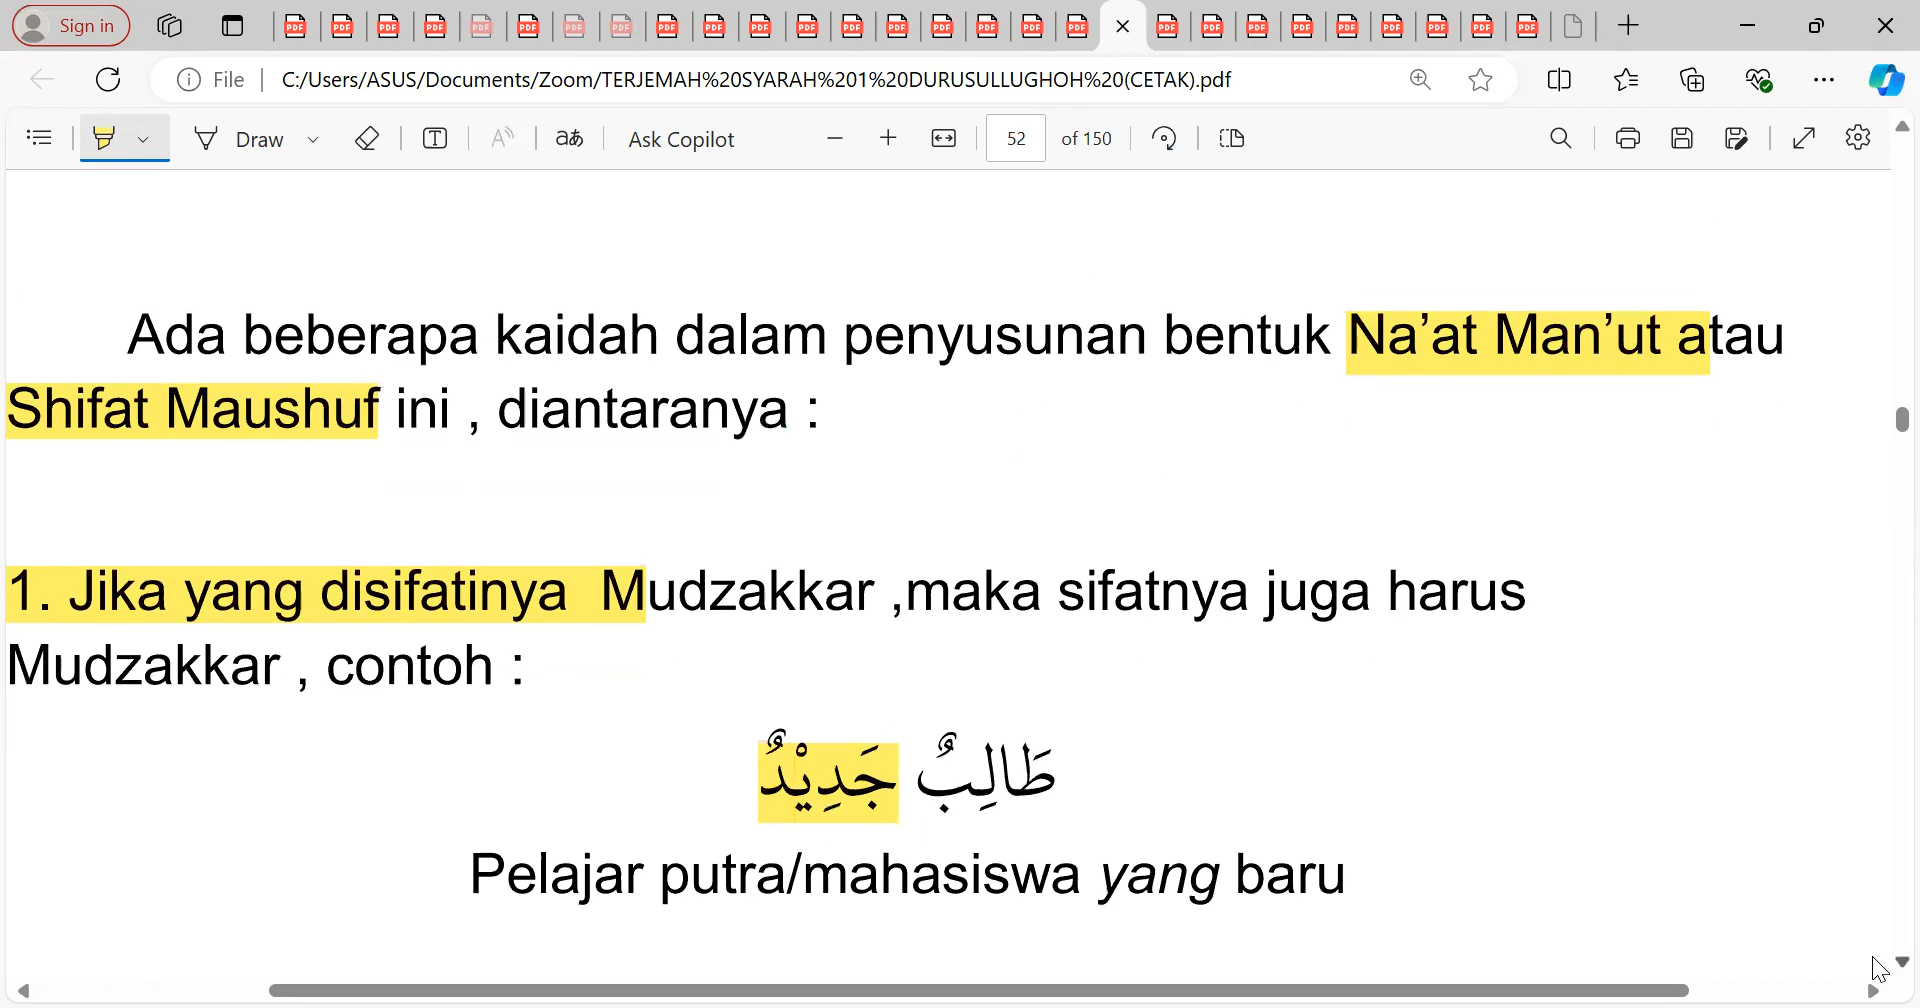 Sign in
File
C:/Users/ASUS/Documents/Zoom/TERJEMAH%20SYARAH%201%20DURUSULLUGHOH%20(CETAK).pdf
Draw
Ask Copilot
52 of 150
Ada beberapa kaidah dalam penyusunan bentuk Na’at Man’ut atau
Shifat Maushuf ini , diantaranya :
1. Jika yang disifatinya Mudzakkar ,maka sifatnya juga harus
Mudzakkar , contoh :
طَالِبٌ جَدِيْدٌ
Pelajar putra/mahasiswa yang baru